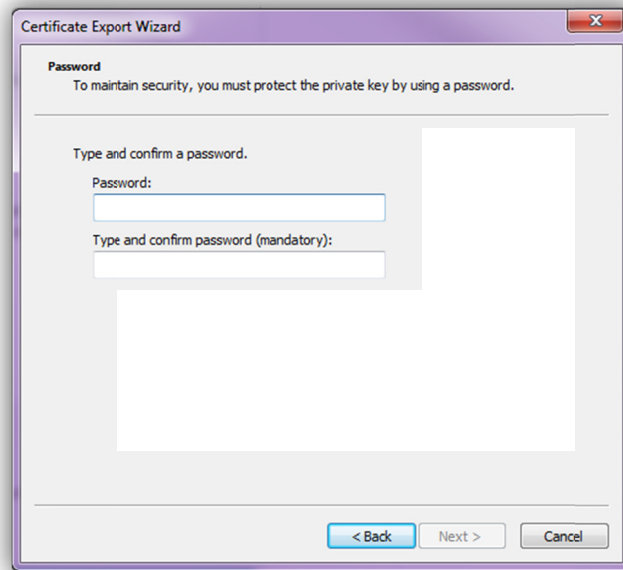 Certificate Export Wizard
Password
To maintain security, you must protect the private key by using a password.
Type and confirm a password.
Password:
Type and confirm password (mandatory):
< Back Next > Cancel